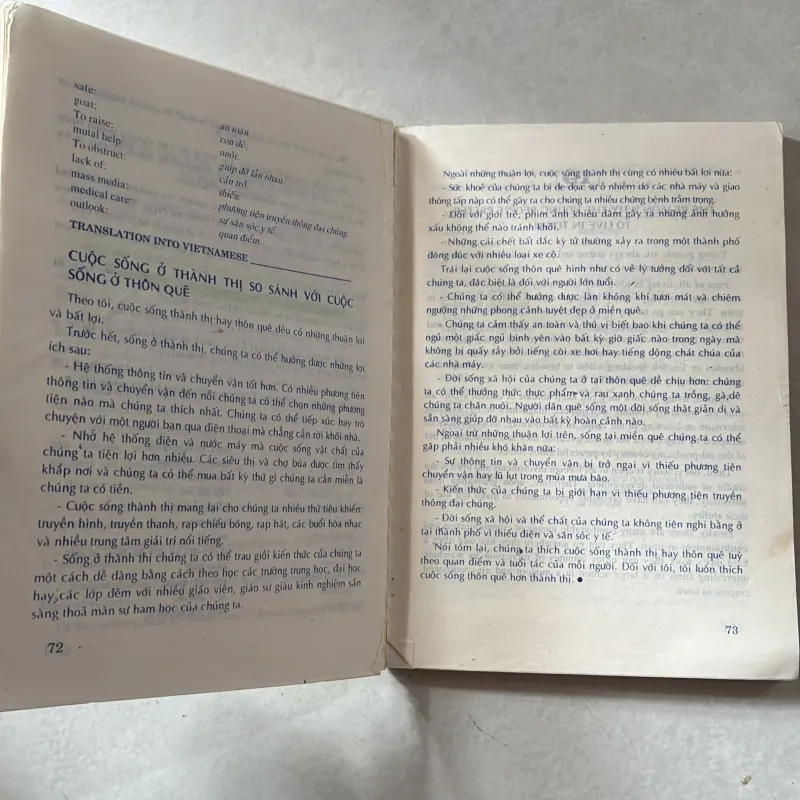 safe: an toàn.
goat: con dê.
To raise: nuôi.
mutal help: giúp đỡ lẫn nhau.
To obstruct: cản trở.
lack of: thiếu.
mass media: phương tiện truyền thông đại chúng.
medical care: sự săn sóc y tế.
outlook: quan điểm.
TRANSLATION INTO VIETNAMESE
CUỘC SỐNG Ở THÀNH THỊ SO SÁNH VỚI CUỘC
SỐNG Ở THÔN QUÊ
Theo tôi, cuộc sống thành thị hay thôn quê đều có những thuận lợi
và bất lợi.
Trước hết, sống ở thành thị, chúng ta có thể hưởng được những lợi
ích sau:
- Hệ thống thông tin và chuyển vận tốt hơn. Có nhiều phương tiện
thông tin và chuyển vận đến nỗi chúng ta có thể chọn những phương
tiện nào mà chúng ta thích nhất. Chúng ta có thể tiếp xúc hay trò
chuyện với một người bạn qua điện thoại mà chẳng cần rời khỏi nhà.
- Nhờ hệ thống điện và nước máy mà cuộc sống vật chất của
chúng ta tiện lợi hơn nhiều. Các siêu thị và chợ búa được tìm thấy
khắp nơi và chúng ta có thể mua bất kỳ thứ gì chúng ta cần miễn là
chúng ta có tiền.
- Cuộc sống thành thị mang lại cho chúng ta nhiều thứ tiêu khiển:
truyền hình, truyền thanh, rạp chiếu bóng, rạp hát, các buổi hòa nhạc
và nhiều trung tâm giải trí nổi tiếng.
- Sống ở thành thị chúng ta có thể trau giồi kiến thức của chúng ta
một cách dễ dàng bằng cách theo học các trường trung học, đại học
hay các lớp đêm với nhiều giáo viên, giáo sư giàu kinh nghiệm sẵn
sàng thoả mãn sự ham học của chúng ta.
72
Ngoài những thuận lợi, cuộc sống thành thị cũng có nhiều bất lợi nữa:
- Sức khoẻ của chúng ta bị đe dọa: sự ô nhiễm do các nhà máy và giao
thông tấp nập có thể gây ra cho chúng ta nhiều chứng bệnh trầm trọng.
- Đối với giới trẻ, phim ảnh khiêu dâm gây ra những ảnh hưởng
xấu không thể nào tránh khỏi.
- Những cái chết bất đắc kỳ tử thường xảy ra trong một thành phố
đông đúc với nhiều loại xe cộ.
Trái lại cuộc sống thôn quê hình như có vẻ lý tưởng đối với tất cả
chúng ta, đặc biệt là đối với người lớn tuổi.
- Chúng ta có thể hưởng được làn không khí tươi mát và chiêm
ngưỡng những phong cảnh tuyệt đẹp ở miền quê.
- Chúng ta cảm thấy an toàn và thú vị biết bao khi chúng ta có thể
ngủ một giấc ngủ bình yên vào bất kỳ giờ giấc nào trong ngày mà
không bị quấy rầy bởi tiếng còi xe hơi hay tiếng động chát chúa của
các nhà máy.
- Đời sống xã hội của chúng ta ở tại thôn quê dễ chịu hơn: chúng
ta có thể thưởng thức thực phẩm và rau xanh chúng ta trồng, gà dê
chúng ta chăn nuôi. Người dân quê sống một đời sống thật giản dị và
sẵn sàng giúp đỡ nhau vào bất kỳ hoàn cảnh nào.
Ngoại trừ những thuận lợi trên, sống tại miền quê chúng ta có thể
gặp phải nhiều khó khăn nữa:
- Sự thông tin và chuyển vận bị trở ngại vì thiếu phương tiện
chuyển vận hay lũ lụt trong mùa mưa bão.
- Kiến thức của chúng ta bị giới hạn vì thiếu phương tiện truyền
thông đại chúng.
- Đời sống xã hội và thể chất của chúng ta không tiện nghi bằng ở
tại thành phố vì thiếu điện và săn sóc y tế.
Nói tóm lại, chúng ta thích cuộc sống thành thị hay thôn quê tuỳ
theo quan điểm và tuổi tác của mỗi người. Đối với tôi, tôi luôn thích
cuộc sống thôn quê hơn thành thị.
73